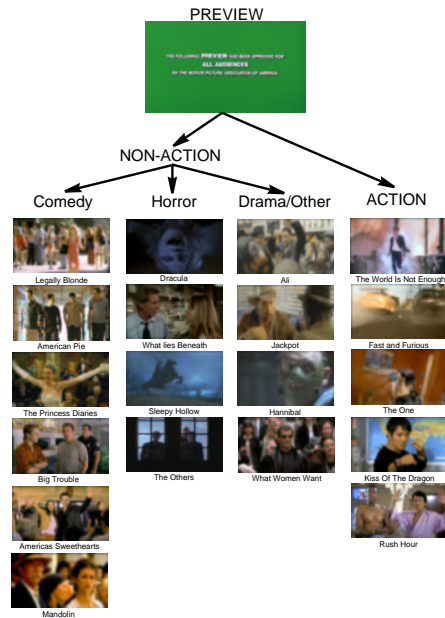 PREVIEW
THE FOLLOWING PREVIEW HAS BEEN APPROVED FOR
ALL AUDIENCES
BY THE MOTION PICTURE ASSOCIATION OF AMERICA
NON-ACTION
Comedy
Horror
Drama/Other
ACTION
Legally Blonde
Dracula
Ali
The World Is Not Enough
American Pie
What lies Beneath
Jackpot
Fast and Furious
The Princess Diaries
Sleepy Hollow
Hannibal
The One
Big Trouble
The Others
What Women Want
Kiss Of The Dragon
Americas Sweethearts
Rush Hour
Mandolin